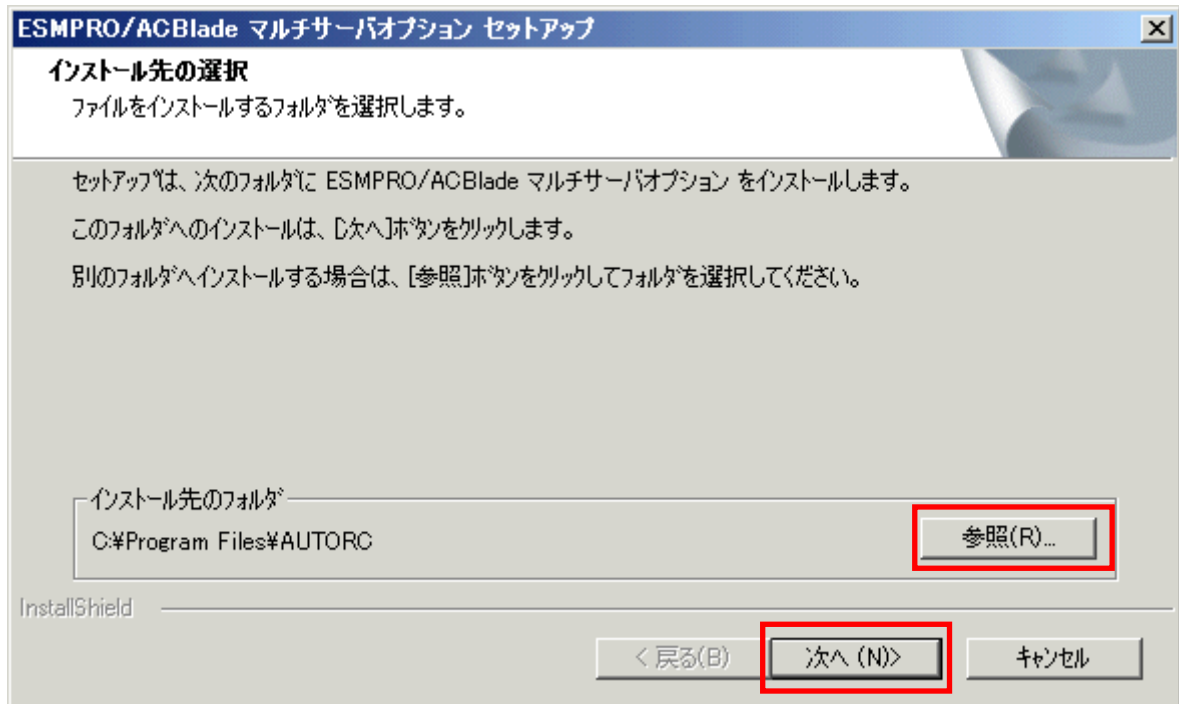 ESMPRO/ACBlade マルチサーバオプション セットアップ
インストール先の選択
ファイルをインストールするフォルダを選択します。
セットアップは、次のフォルダに ESMPRO/ACBlade マルチサーバオプション をインストールします。
このフォルダへのインストールは、[次へ]ボタンをクリックします。
別のフォルダへインストールする場合は、[参照]ボタンをクリックしてフォルダを選択してください。
インストール先のフォルダ
C:¥Program Files¥AUTORC
参照(R)...
InstallShield
< 戻る(B)
次へ (N)>
キャンセル